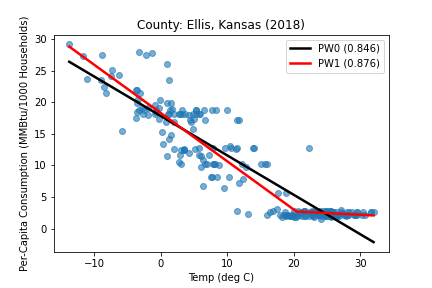 County: Ellis, Kansas (2018)
Per-Capita Consumption (MMBtu/1000 Households)
30
25
20
15
10
5
0
PW0 (0.846)
PW1 (0.876)
−10
0
10
20
30
Temp (deg C)